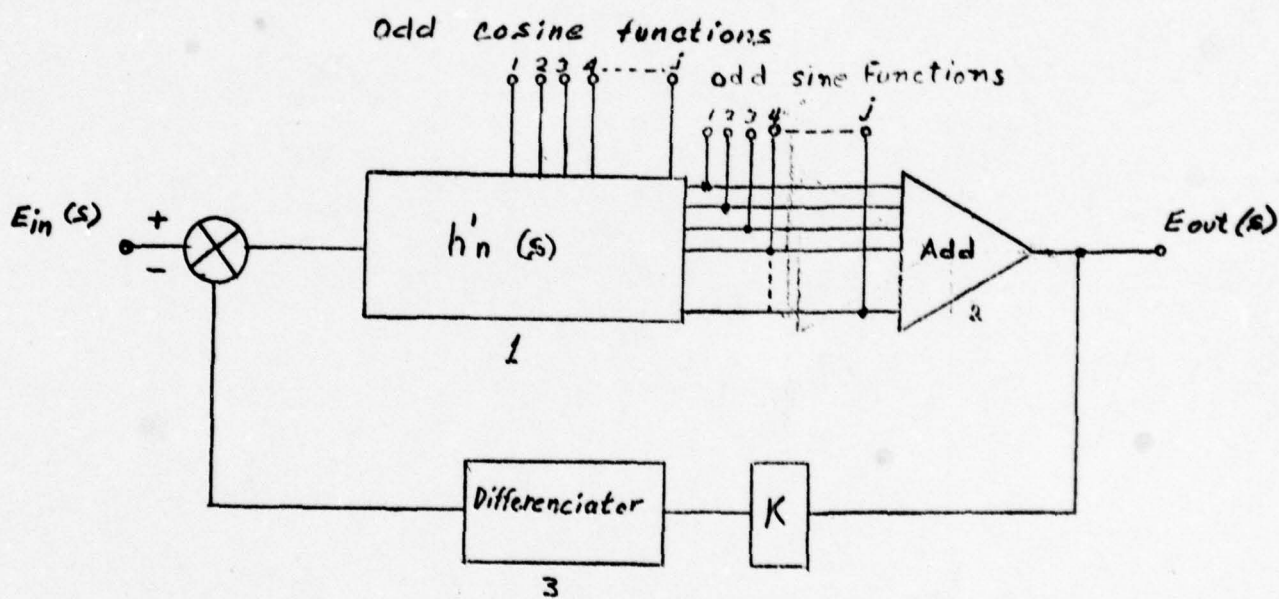 Odd cosine functions
1 2 3 4 ------ j
odd sine Functions
1 2 3 4 ------ j
Ein (s)
+
-
h'n (s)
1
Add
2
Eout (s)
Differenciator
3
K